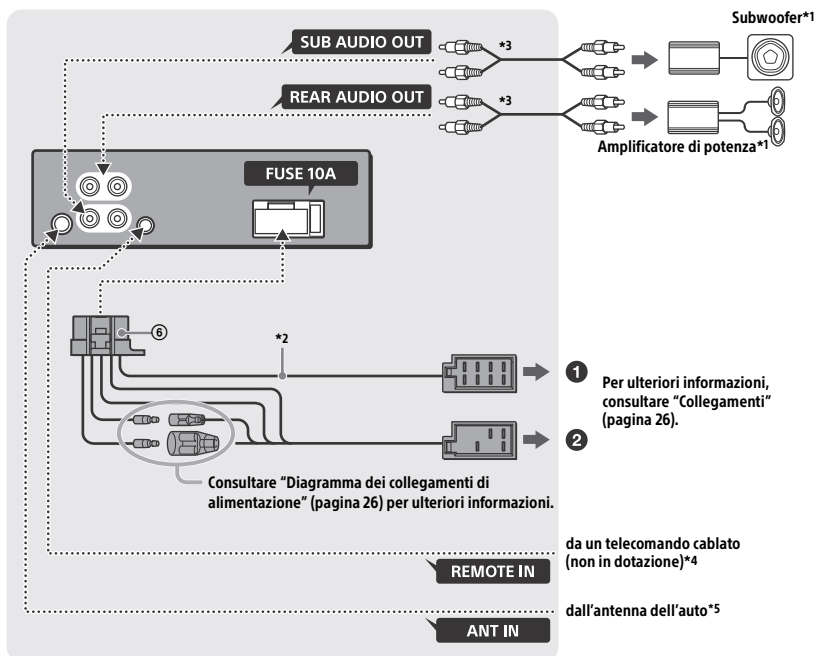 Subwoofer*1
SUB AUDIO OUT
*3
REAR AUDIO OUT
*3
Amplificatore di potenza*1
FUSE 10A
⑥
*2
❶
Per ulteriori informazioni,
consultare “Collegamenti”
(pagina 26).
❷
Consultare “Diagramma dei collegamenti di
alimentazione” (pagina 26) per ulteriori informazioni.
da un telecomando cablato
(non in dotazione)*4
REMOTE IN
dall'antenna dell'auto*5
ANT IN